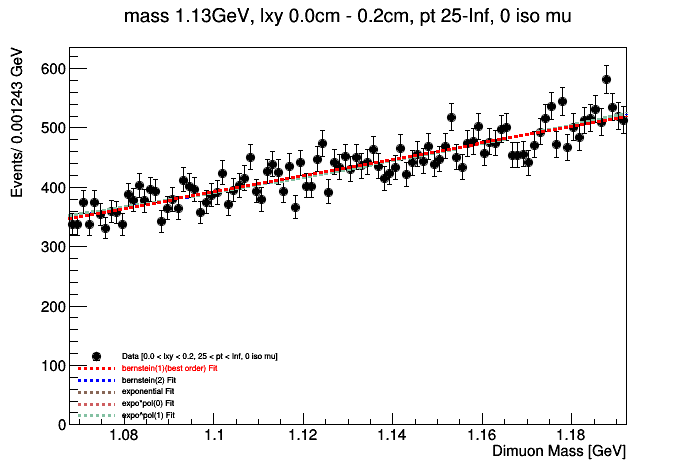 mass 1.13GeV, lxy 0.0cm - 0.2cm, pt 25-Inf, 0 iso mu
Events/ 0.001243 GeV
600
500
400
300
200
100
0
Data [0.0 < lxy < 0.2, 25 < pt < Inf, 0 iso mu]
bernstein(1)(best order) Fit
bernstein(2) Fit
exponential Fit
expo*pol(0) Fit
expo*pol(1) Fit
1.08
1.1
1.12
1.14
1.16
1.18
Dimuon Mass [GeV]